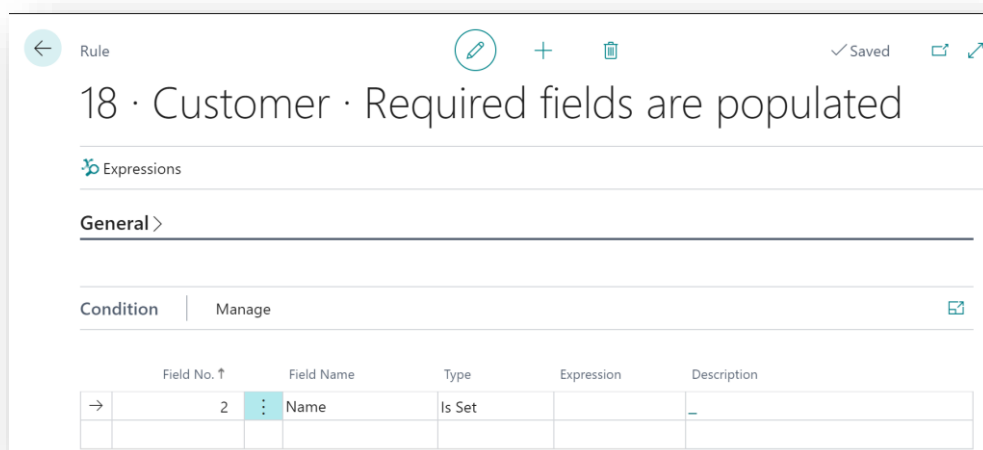 Rule
Saved
18 · Customer · Required fields are populated
Expressions
General
Condition Manage
Field No. ↑ Field Name Type Expression Description
2 Name Is Set _